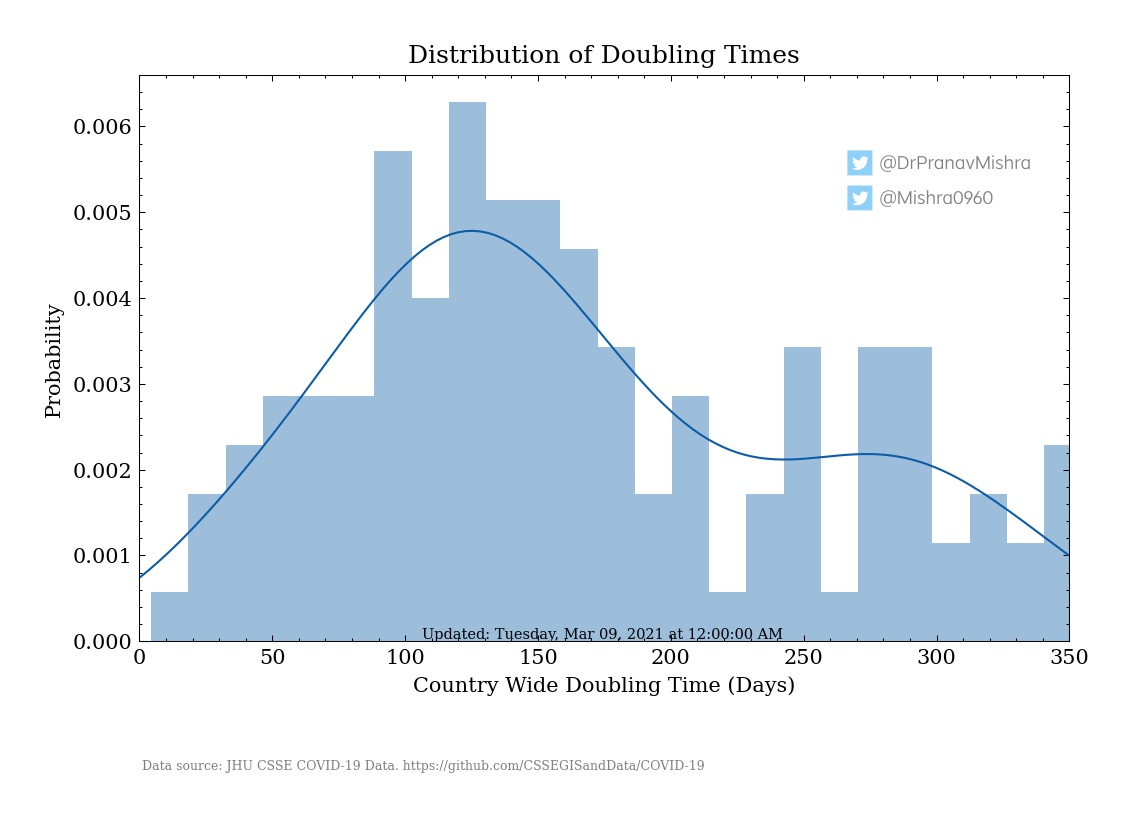 Distribution of Doubling Times
0.006
0.005
0.004
0.003
0.002
0.001
0.000
Probability
@DrPranavMishra
@Mishra0960
Updated: Tuesday, Mar 09, 2021 at 12:00:00 AM
0 50 100 150 200 250 300 350
Country Wide Doubling Time (Days)
Data source: JHU CSSE COVID-19 Data. https://github.com/CSSEGISandData/COVID-19